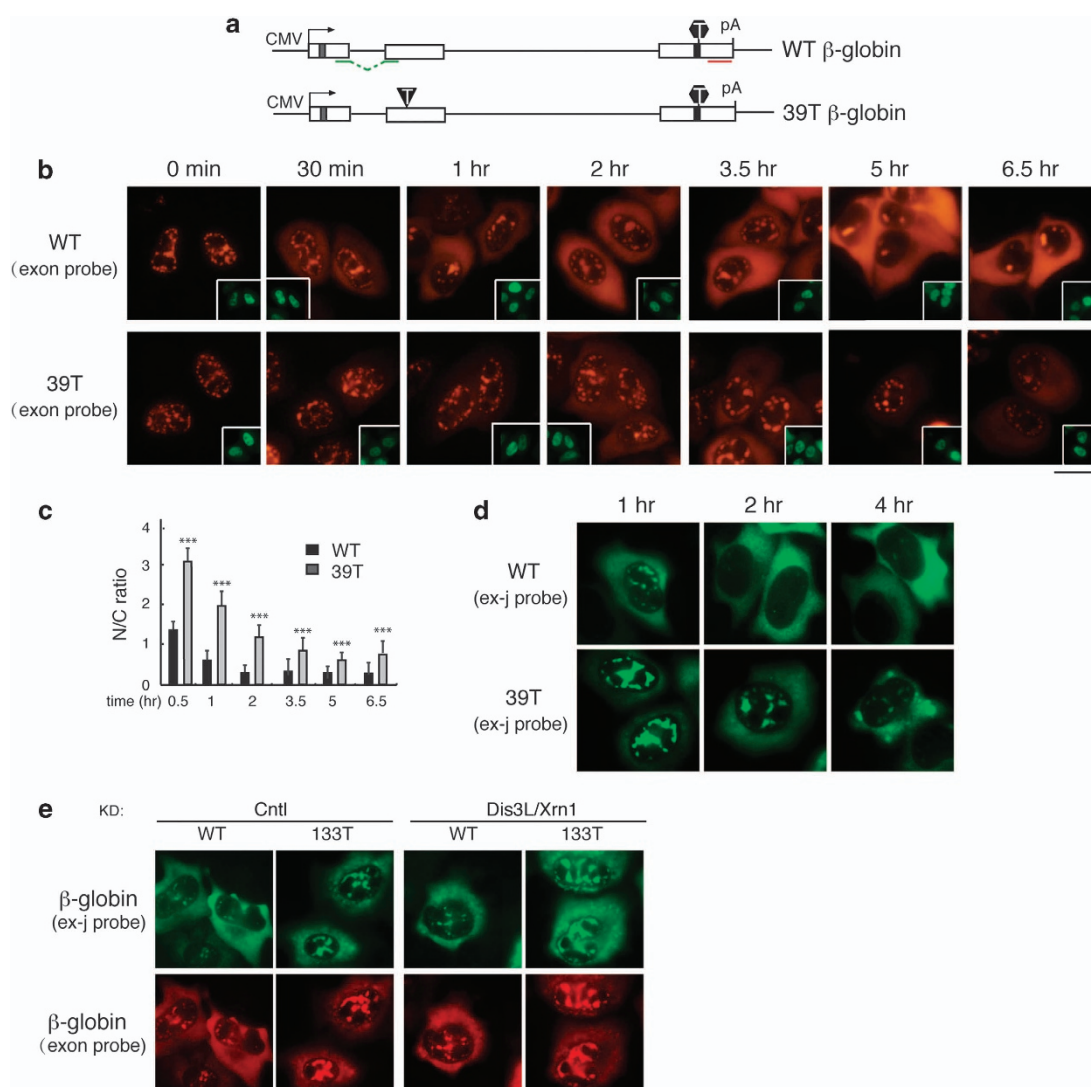 a
CMV
T
pA
WT β-globin
CMV
T
T
pA
39T β-globin
b
0 min
30 min
1 hr
2 hr
3.5 hr
5 hr
6.5 hr
WT
(exon probe)
39T
(exon probe)
c
N/C ratio
4
3
2
1
0
***
***
***
***
***
***
WT
39T
time (hr)
0.5
1
2
3.5
5
6.5
d
1 hr
2 hr
4 hr
WT
(ex-j probe)
39T
(ex-j probe)
e
KD:
Cntl
Dis3L/Xrn1
WT
133T
WT
133T
β-globin
(ex-j probe)
β-globin
(exon probe)